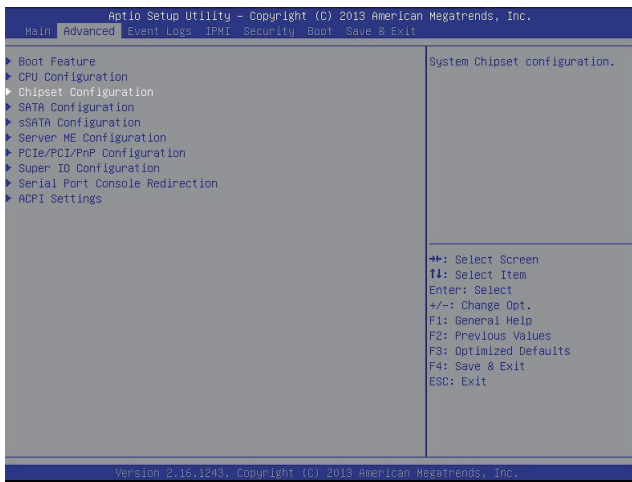 Aptio Setup Utility – Copyright (C) 2013 American Megatrends, Inc.
Main Advanced Event Logs IPMI Security Boot Save & Exit
Boot Feature
CPU Configuration
Chipset Configuration
SATA Configuration
sSATA Configuration
Server ME Configuration
PCIe/PCI/PnP Configuration
Super IO Configuration
Serial Port Console Redirection
ACPI Settings
System Chipset configuration.
→←: Select Screen
↑↓: Select Item
Enter: Select
+/-: Change Opt.
F1: General Help
F2: Previous Values
F3: Optimized Defaults
F4: Save & Exit
ESC: Exit
Version 2.16.1243. Copyright (C) 2013 American Megatrends, Inc.